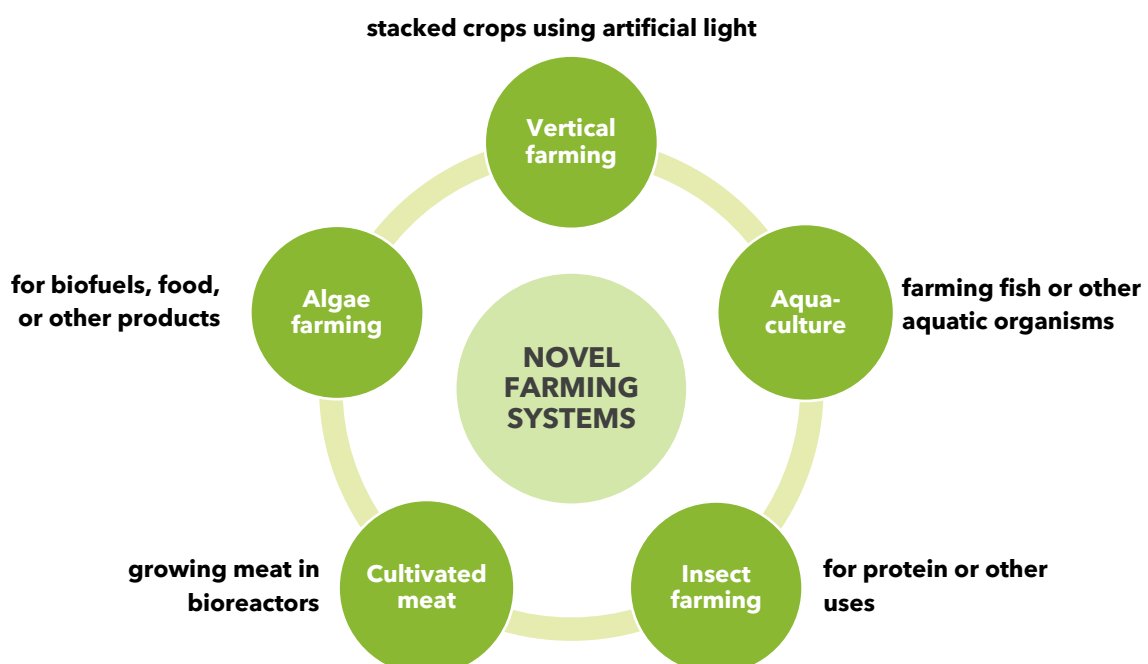 stacked crops using artificial light
Vertical
farming
for biofuels, food,
or other products
Algae
farming
Aqua-
culture
farming fish or other
aquatic organisms
NOVEL
FARMING
SYSTEMS
growing meat in
bioreactors
Cultivated
meat
Insect
farming
for protein or other
uses